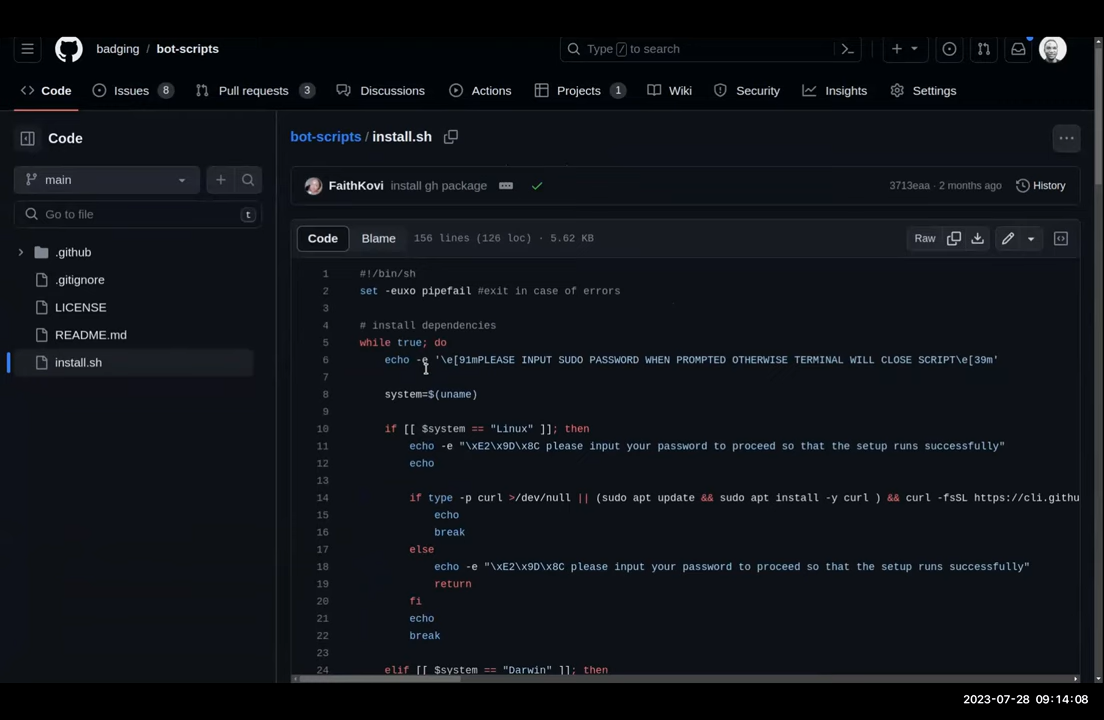 badging / bot-scripts
Type / to search
Code
Issues 8
Pull requests 3
Discussions
Actions
Projects 1
Wiki
Security
Insights
Settings
Code
main
Go to file t
.github
.gitignore
LICENSE
README.md
install.sh
bot-scripts / install.sh
FaithKovi install gh package
3713eaa · 2 months ago
History
Code Blame 156 lines (126 loc) · 5.62 KB
Raw
1 #!/bin/sh
2 set -euxo pipefail #exit in case of errors
3
4 # install dependencies
5 while true; do
6 echo -e '\e[91mPLEASE INPUT SUDO PASSWORD WHEN PROMPTED OTHERWISE TERMINAL WILL CLOSE SCRIPT\e[39m'
7
8 system=$(uname)
9
10 if [[ $system == "Linux" ]]; then
11 echo -e "\xE2\x9D\x8C please input your password to proceed so that the setup runs successfully"
12 echo
13
14 if type -p curl >/dev/null || (sudo apt update && sudo apt install -y curl ) && curl -fsSL https://cli.githu
15 echo
16 break
17 else
18 echo -e "\xE2\x9D\x8C please input your password to proceed so that the setup runs successfully"
19 return
20 fi
21 echo
22 break
23
24 elif [[ $system == "Darwin" ]]; then
2023-07-28 09:14:08